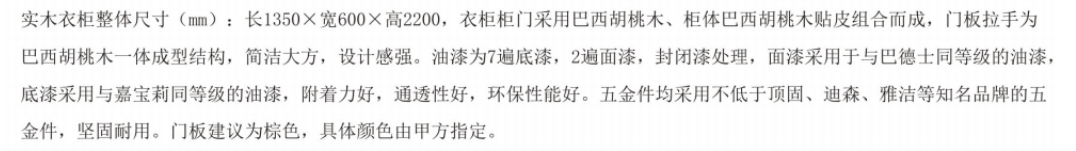 实木衣柜整体尺寸（mm）：长1350×宽600×高2200，衣柜柜门采用巴西胡桃木、柜体巴西胡桃木贴皮组合而成，门板拉手为
巴西胡桃木一体成型结构，简洁大方，设计感强。油漆为7遍底漆，2遍面漆，封闭漆处理，面漆采用于与巴德士同等级的油漆，
底漆采用与嘉宝莉同等级的油漆，附着力好，通透性好，环保性能好。五金件均采用不低于顶固、迪森、雅洁等知名品牌的五
金件，坚固耐用。门板建议为棕色，具体颜色由甲方指定。